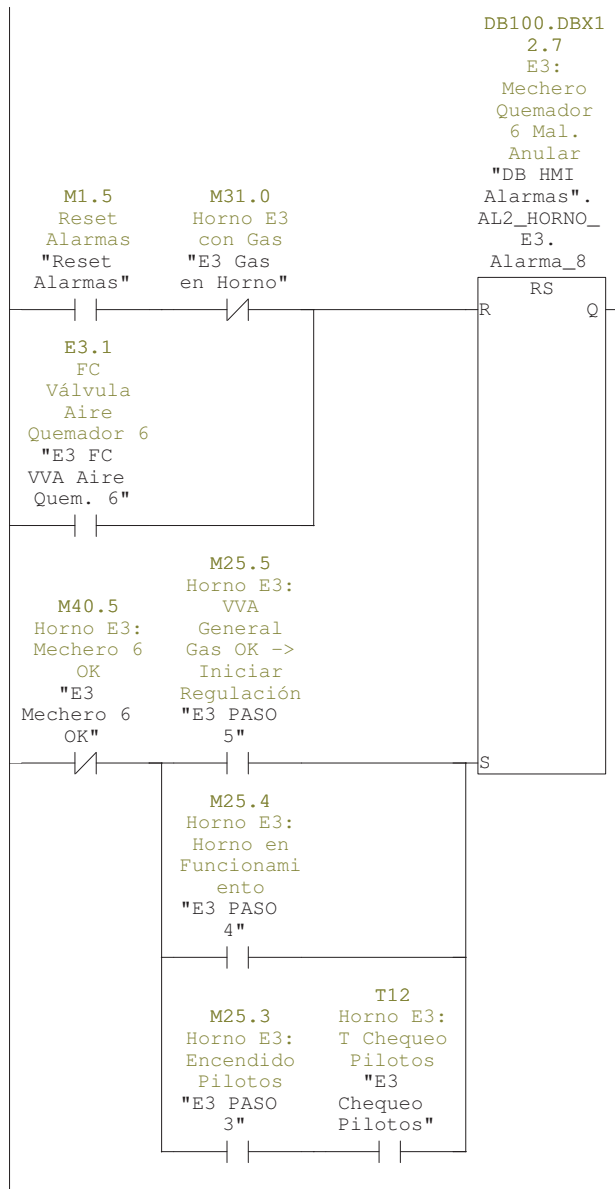 DB100.DBX1
2.7
E3:
Mechero
Quemador
6 Mal.
Anular
"DB HMI
Alarmas".
AL2_HORNO_
E3.
Alarma_8
M1.5
Reset
Alarmas
"Reset
Alarmas"
M31.0
Horno E3
con Gas
"E3 Gas
en Horno"
RS
R
Q
E3.1
FC
Válvula
Aire
Quemador 6
"E3 FC
VVA Aire
Quem. 6"
M40.5
Horno E3:
Mechero 6
OK
"E3
Mechero 6
OK"
M25.5
Horno E3:
VVA
General
Gas OK ->
Iniciar
Regulación
"E3 PASO
5"
S
M25.4
Horno E3:
Horno en
Funcionami
ento
"E3 PASO
4"
M25.3
Horno E3:
Encendido
Pilotos
"E3 PASO
3"
T12
Horno E3:
T Chequeo
Pilotos
"E3
Chequeo
Pilotos"